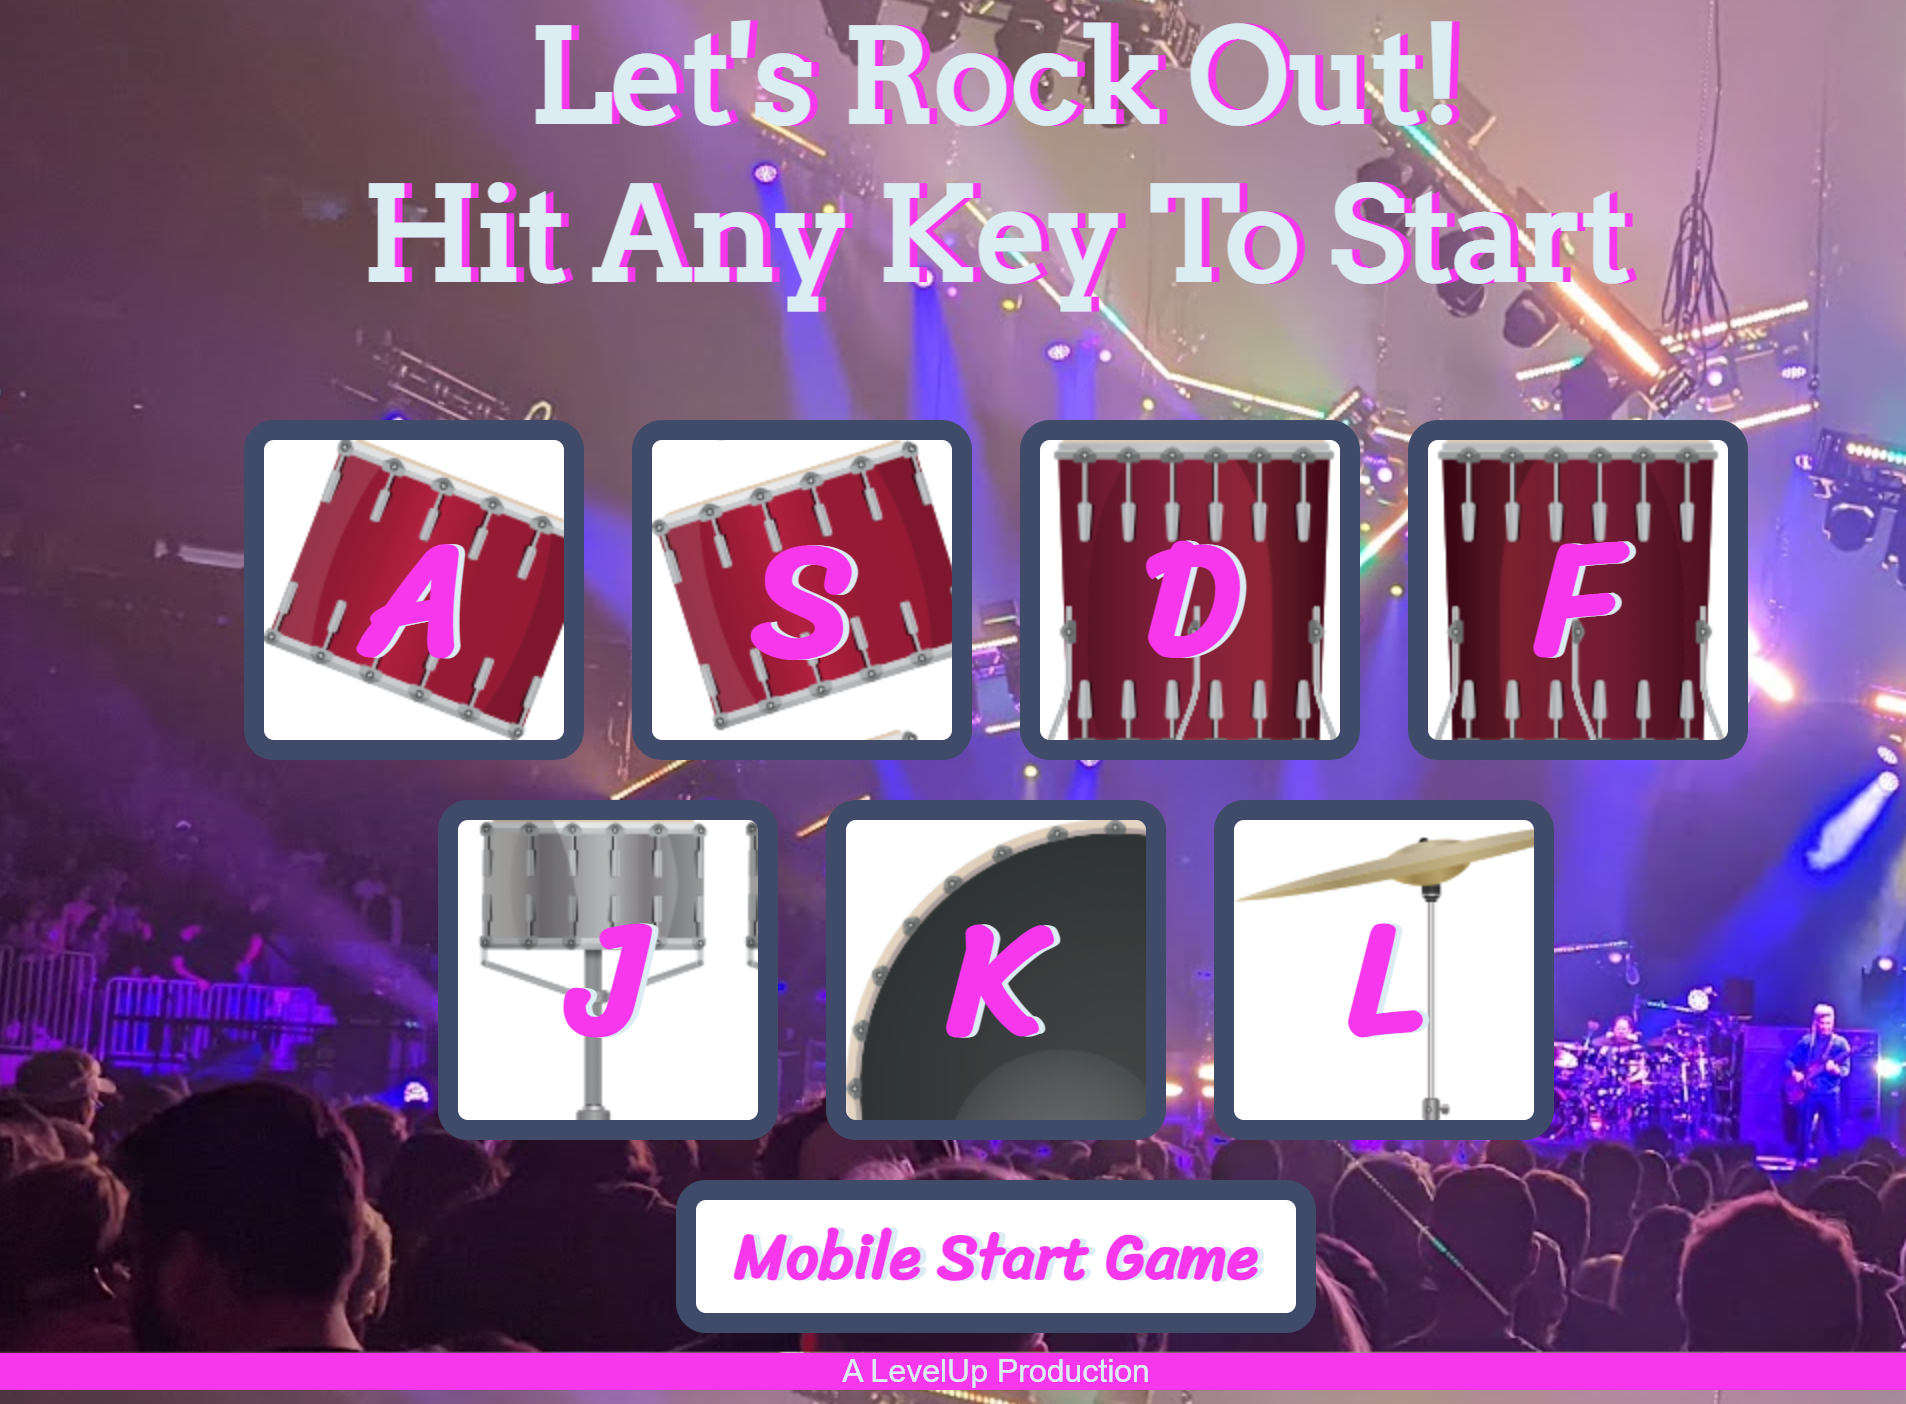 Let's Rock Out!
Hit Any Key To Start
A
S
D
F
J
K
L
Mobile Start Game
A LevelUp Production